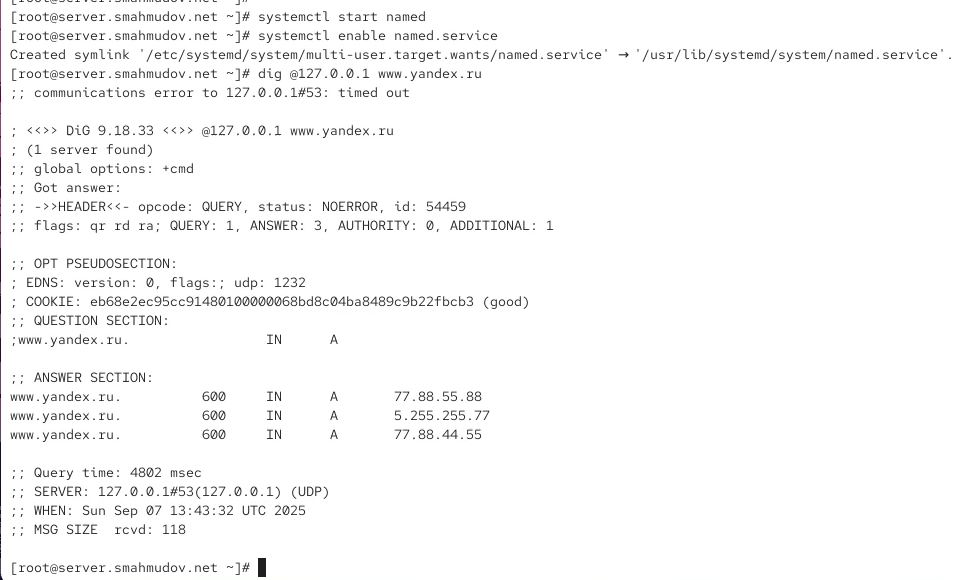 [root@server.smahmudov.net ~]#
[root@server.smahmudov.net ~]# systemctl start named
[root@server.smahmudov.net ~]# systemctl enable named.service
Created symlink '/etc/systemd/system/multi-user.target.wants/named.service' → '/usr/lib/systemd/system/named.service'.
[root@server.smahmudov.net ~]# dig @127.0.0.1 www.yandex.ru
;; communications error to 127.0.0.1#53: timed out

; <<>> DiG 9.18.33 <<>> @127.0.0.1 www.yandex.ru
; (1 server found)
;; global options: +cmd
;; Got answer:
;; ->>HEADER<<- opcode: QUERY, status: NOERROR, id: 54459
;; flags: qr rd ra; QUERY: 1, ANSWER: 3, AUTHORITY: 0, ADDITIONAL: 1

;; OPT PSEUDOSECTION:
; EDNS: version: 0, flags:; udp: 1232
; COOKIE: eb68e2ec95cc91480100000068bd8c04ba8489c9b22fbcb3 (good)
;; QUESTION SECTION:
;www.yandex.ru. IN A

;; ANSWER SECTION:
www.yandex.ru. 600 IN A 77.88.55.88
www.yandex.ru. 600 IN A 5.255.255.77
www.yandex.ru. 600 IN A 77.88.44.55

;; Query time: 4802 msec
;; SERVER: 127.0.0.1#53(127.0.0.1) (UDP)
;; WHEN: Sun Sep 07 13:43:32 UTC 2025
;; MSG SIZE rcvd: 118

[root@server.smahmudov.net ~]#